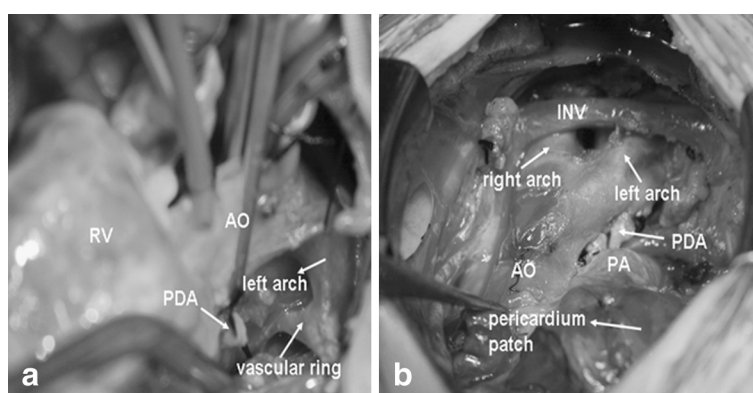 RV
AO
left arch
PDA
vascular ring
a
INV
right arch
left arch
PDA
AO
PA
pericardium
patch
b